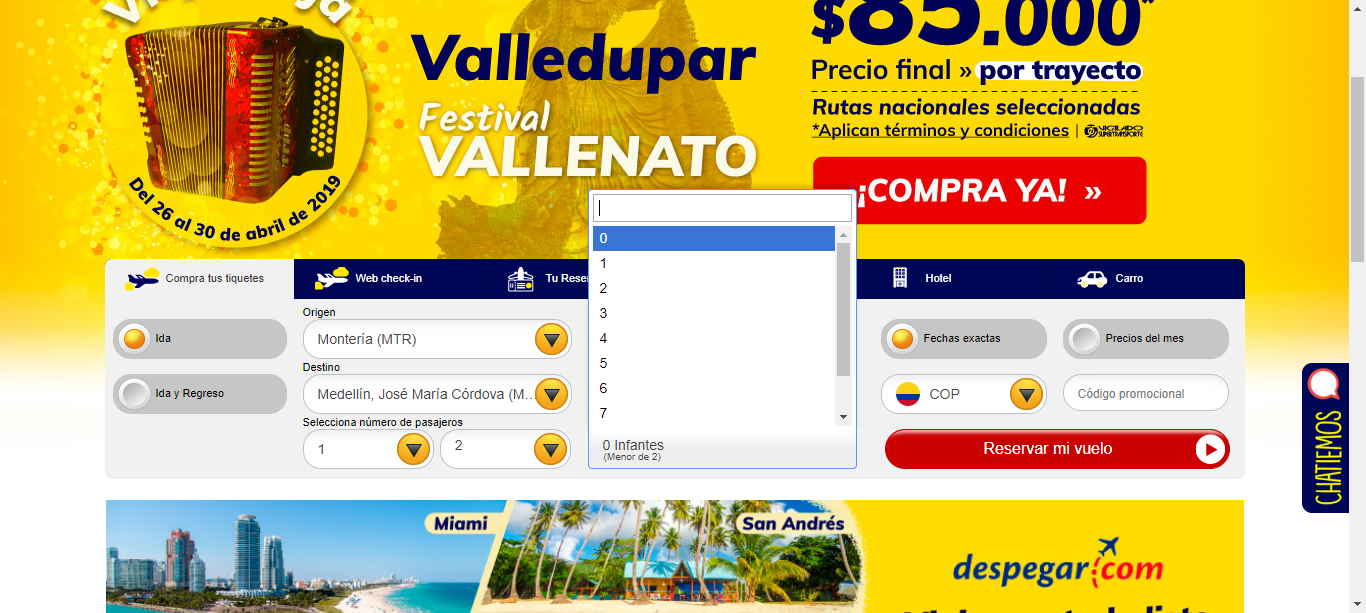 $85.000*
Valledupar
Precio final » por trayecto
Rutas nacionales seleccionadas
*Aplican términos y condiciones | VIGILADO
SUPERTRANSPORTE
Festival
VALLENATO
¡COMPRA YA! »
Del 26 al 30 de abril de 2019
0
1
2
3
4
5
6
7
0 Infantes
(Menor de 2)
Compra tus tiquetes
Web check-in
Tu Rese
Hotel
Carro
Ida
Ida y Regreso
Origen
Montería (MTR)
Destino
Medellín, José María Córdova (M...
Selecciona número de pasajeros
1
2
Fechas exactas
Precios del mes
COP
Código promocional
Reservar mi vuelo
CHATIEMOS
Miami
San Andrés
despegar.com